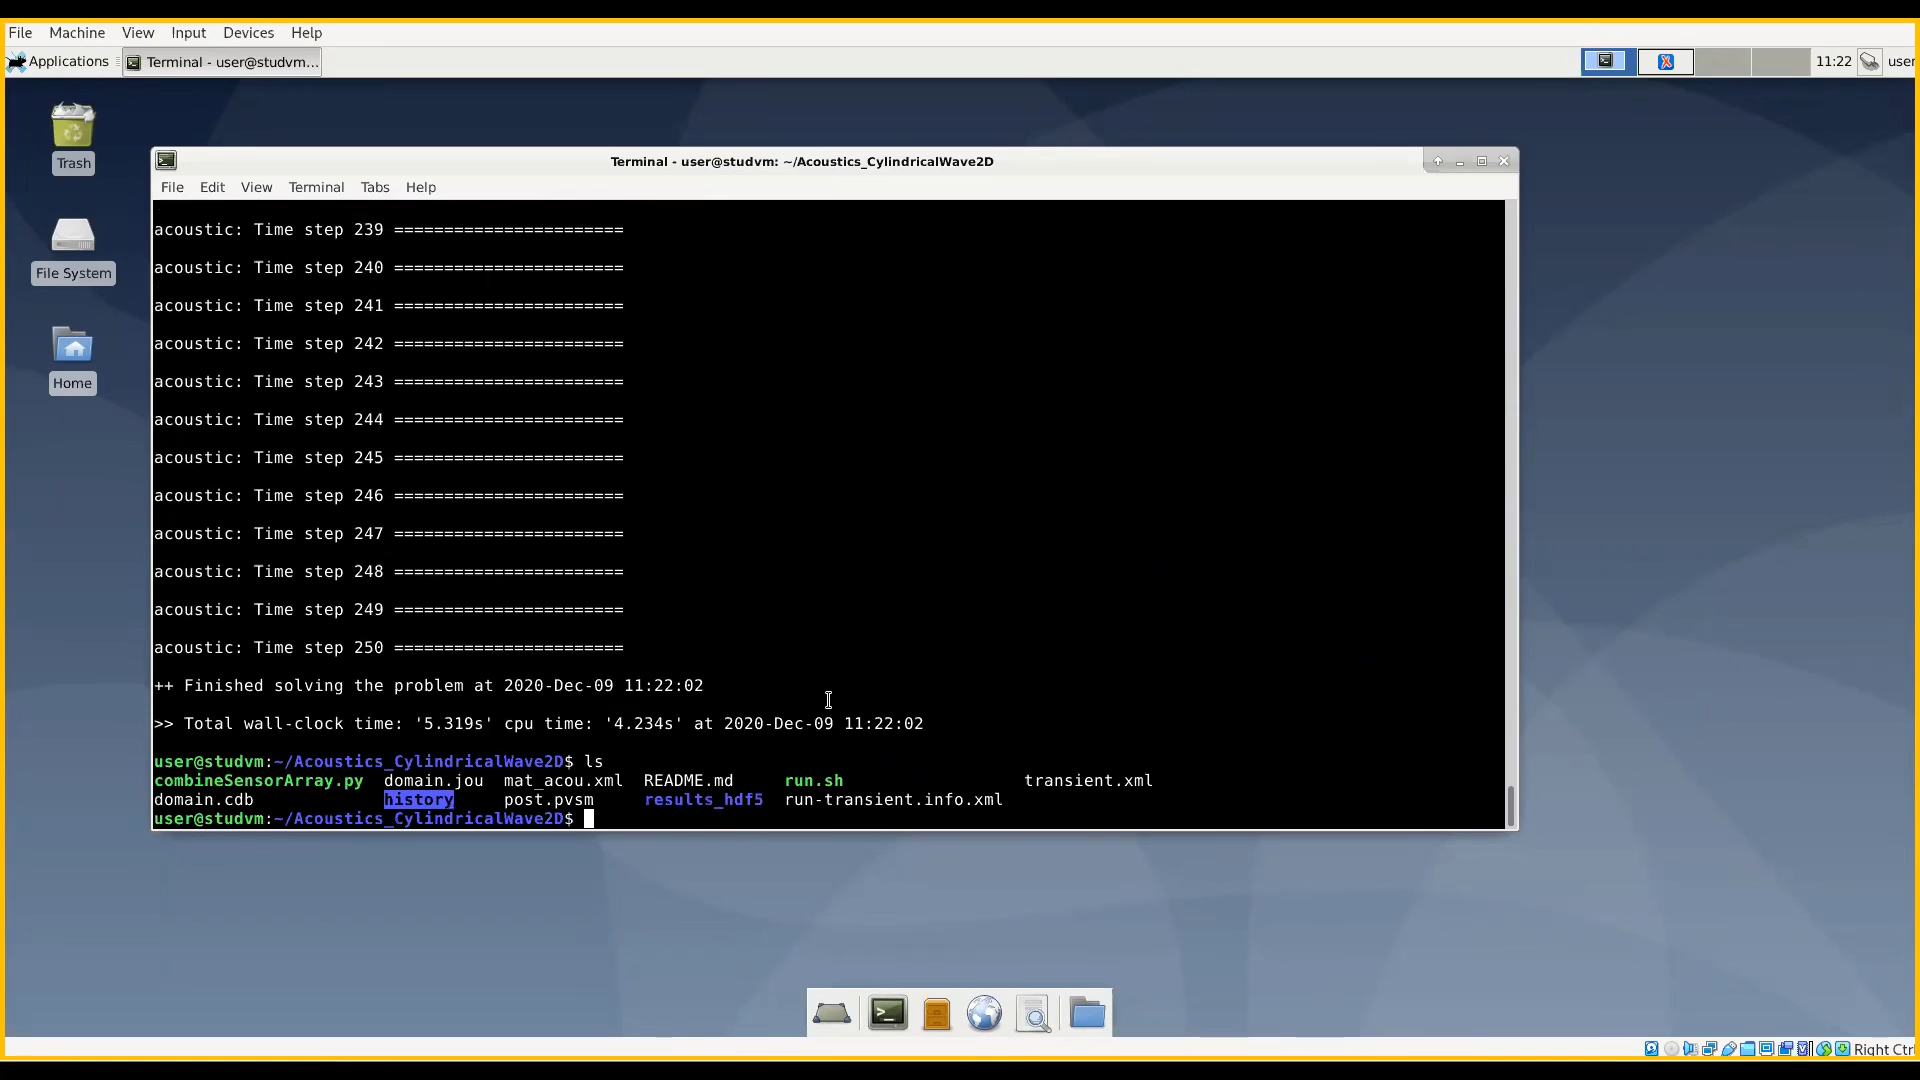 File Machine View Input Devices Help
Applications Terminal - user@studvm... 11:22 user
Trash
File System
Home
Terminal - user@studvm: ~/Acoustics_CylindricalWave2D
File Edit View Terminal Tabs Help
acoustic: Time step 239 =======================
acoustic: Time step 240 =======================
acoustic: Time step 241 =======================
acoustic: Time step 242 =======================
acoustic: Time step 243 =======================
acoustic: Time step 244 =======================
acoustic: Time step 245 =======================
acoustic: Time step 246 =======================
acoustic: Time step 247 =======================
acoustic: Time step 248 =======================
acoustic: Time step 249 =======================
acoustic: Time step 250 =======================
++ Finished solving the problem at 2020-Dec-09 11:22:02
>> Total wall-clock time: '5.319s' cpu time: '4.234s' at 2020-Dec-09 11:22:02
user@studvm:~/Acoustics_CylindricalWave2D$ ls
combineSensorArray.py domain.jou mat_acou.xml README.md run.sh transient.xml
domain.cdb history post.pvsm results_hdf5 run-transient.info.xml
user@studvm:~/Acoustics_CylindricalWave2D$
Right Ctrl